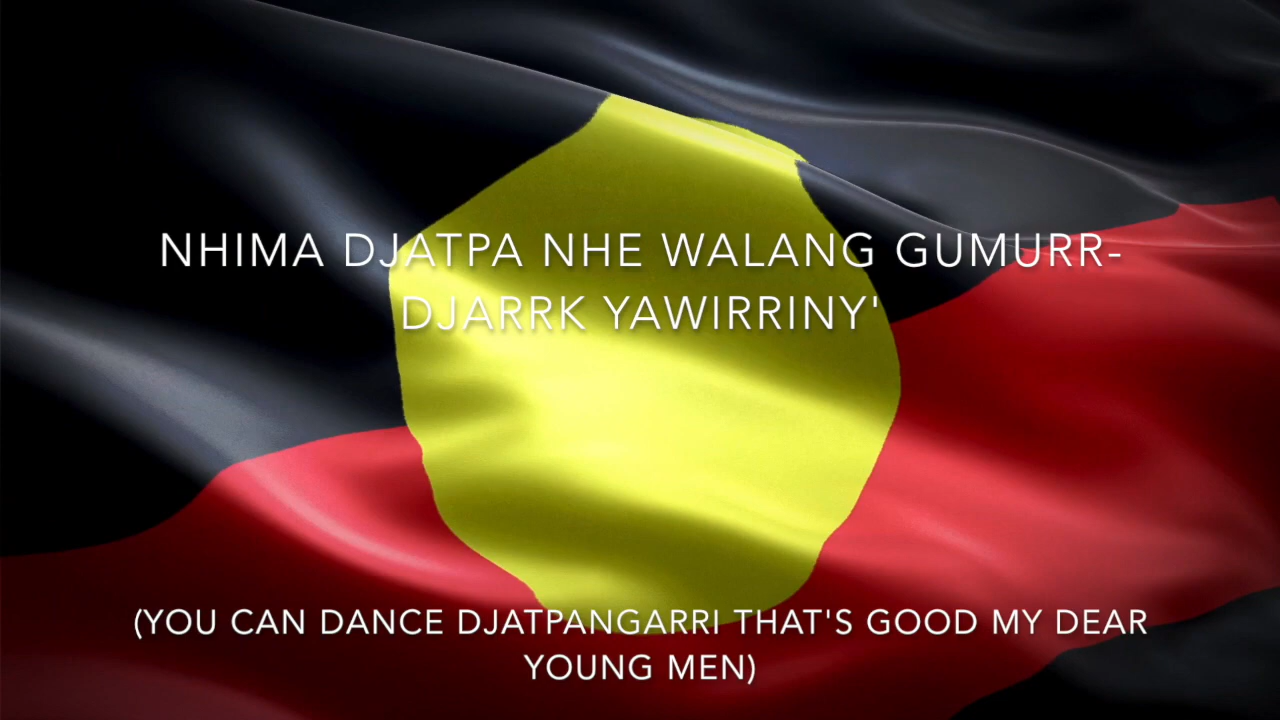 NHIMA DJATPA NHE WALANG GUMURR-
DJARRK YAWIRRINY'
(YOU CAN DANCE DJATPANGARRI THAT'S GOOD MY DEAR
YOUNG MEN)